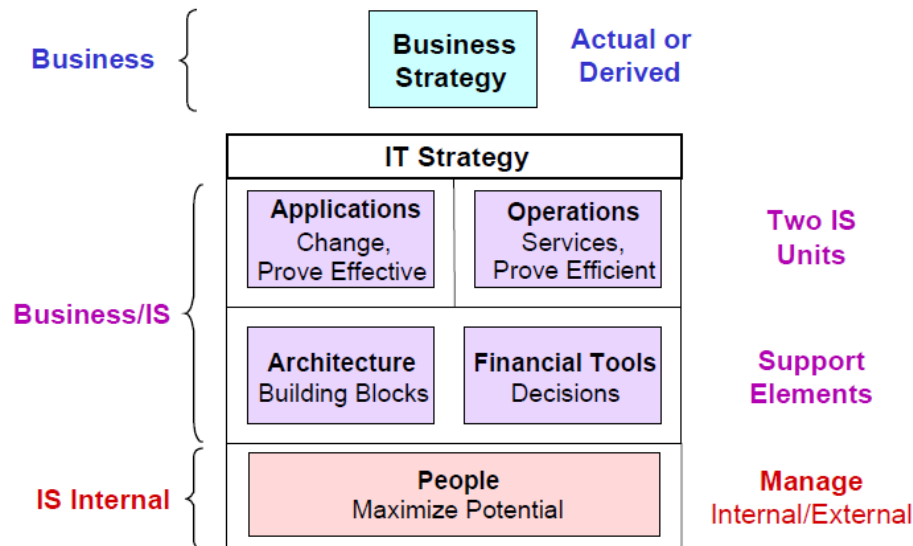 Business
Business
Strategy
Actual or
Derived
IT Strategy
Business/IS
Applications
Change,
Prove Effective
Operations
Services,
Prove Efficient
Two IS
Units
Architecture
Building Blocks
Financial Tools
Decisions
Support
Elements
IS Internal
People
Maximize Potential
Manage
Internal/External